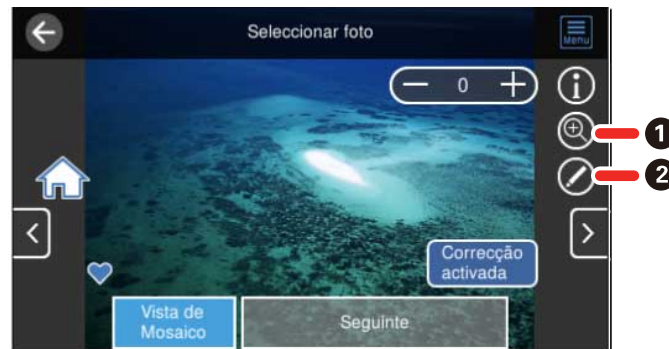 Seleccionar foto
Menu
0
1
2
Correcção
activada
Vista de
Mosaico
Seguinte